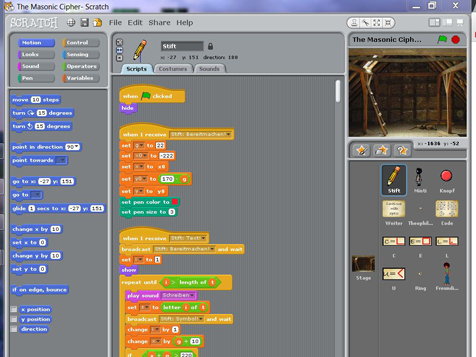 The Masonic Cipher- Scratch
SCRATCH File Edit Share Help
Motion Control
Looks Sensing
Sound Operators
Pen Variables
Stift
x: -27 y: 151 direction: 180
Scripts Costumes Sounds
move 10 steps
turn 15 degrees
turn 15 degrees
point in direction 90
point towards
go to x: -27 y: 151
go to
glide 1 secs to x: -27 y: 151
change x by 10
set x to 0
change y by 10
set y to 0
if on edge, bounce
x position
y position
direction
when clicked
hide
when I receive Stift: Bereitmachen
set g to 22
set x0 to -222
set x to x0
set y0 to 170 - g
set y to y0
set pen color to
set pen size to 3
when I receive Stift: Text
broadcast Stift: Bereitmachen and wait
set i to 1
show
repeat until i > length of t
play sound Schreiben
set to letter i of t
broadcast Stift: Symbol and wait
change i by 1
change x by g + 10
if x + g > 220
The Masonic Ciph...
x: -1636 y: -52
Stift Knopf
Weiter Theophil... Code
Stage
U Ring Freundi...